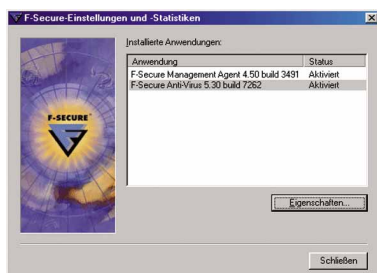 F-Secure-Einstellungen und -Statistiken
Installierte Anwendungen:
Anwendung Status
F-Secure Management Agent 4.50 build 3491 Aktiviert
F-Secure Anti-Virus 5.30 build 7262 Aktiviert
F-SECURE
Eigenschaften...
Schließen